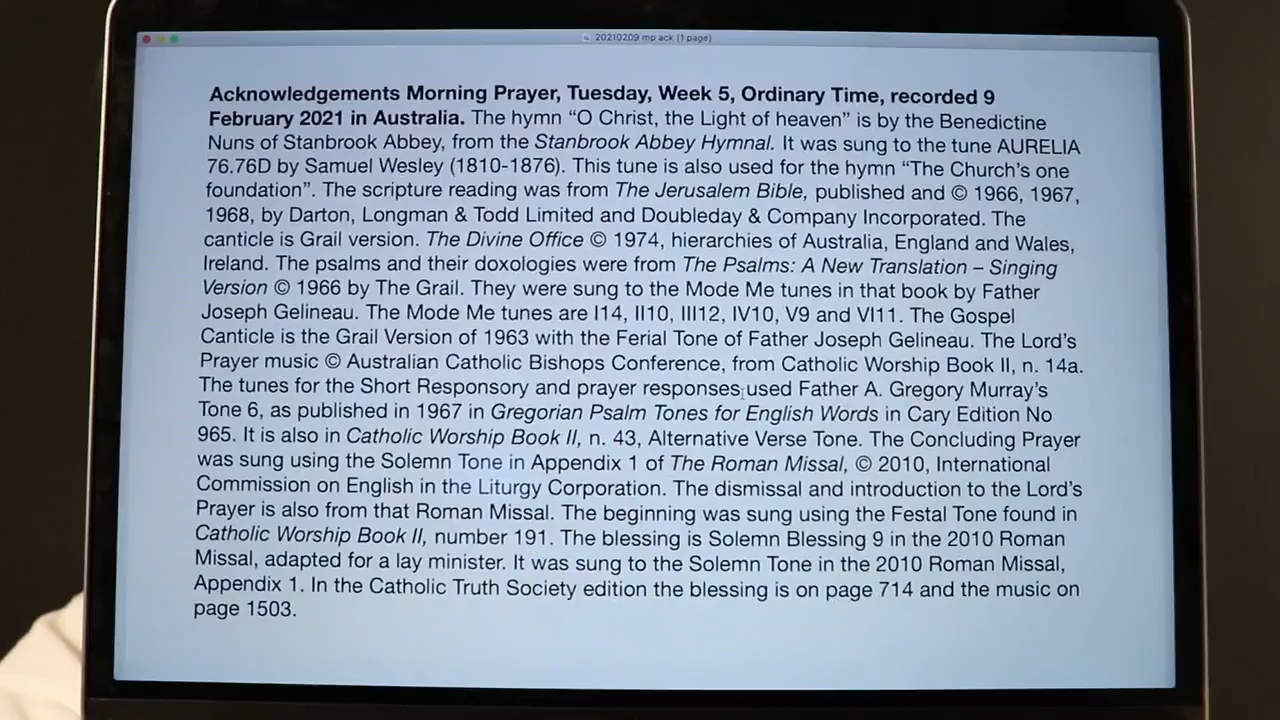 20210209 mp ack (1 page)
Acknowledgements Morning Prayer, Tuesday, Week 5, Ordinary Time, recorded 9
February 2021 in Australia. The hymn “O Christ, the Light of heaven” is by the Benedictine
Nuns of Stanbrook Abbey, from the Stanbrook Abbey Hymnal. It was sung to the tune AURELIA
76.76D by Samuel Wesley (1810-1876). This tune is also used for the hymn “The Church’s one
foundation”. The scripture reading was from The Jerusalem Bible, published and © 1966, 1967,
1968, by Darton, Longman & Todd Limited and Doubleday & Company Incorporated. The
canticle is Grail version. The Divine Office © 1974, hierarchies of Australia, England and Wales,
Ireland. The psalms and their doxologies were from The Psalms: A New Translation – Singing
Version © 1966 by The Grail. They were sung to the Mode Me tunes in that book by Father
Joseph Gelineau. The Mode Me tunes are I14, II10, III12, IV10, V9 and VI11. The Gospel
Canticle is the Grail Version of 1963 with the Ferial Tone of Father Joseph Gelineau. The Lord’s
Prayer music © Australian Catholic Bishops Conference, from Catholic Worship Book II, n. 14a.
The tunes for the Short Responsory and prayer responses used Father A. Gregory Murray’s
Tone 6, as published in 1967 in Gregorian Psalm Tones for English Words in Cary Edition No
965. It is also in Catholic Worship Book II, n. 43, Alternative Verse Tone. The Concluding Prayer
was sung using the Solemn Tone in Appendix 1 of The Roman Missal, © 2010, International
Commission on English in the Liturgy Corporation. The dismissal and introduction to the Lord’s
Prayer is also from that Roman Missal. The beginning was sung using the Festal Tone found in
Catholic Worship Book II, number 191. The blessing is Solemn Blessing 9 in the 2010 Roman
Missal, adapted for a lay minister. It was sung to the Solemn Tone in the 2010 Roman Missal,
Appendix 1. In the Catholic Truth Society edition the blessing is on page 714 and the music on
page 1503.